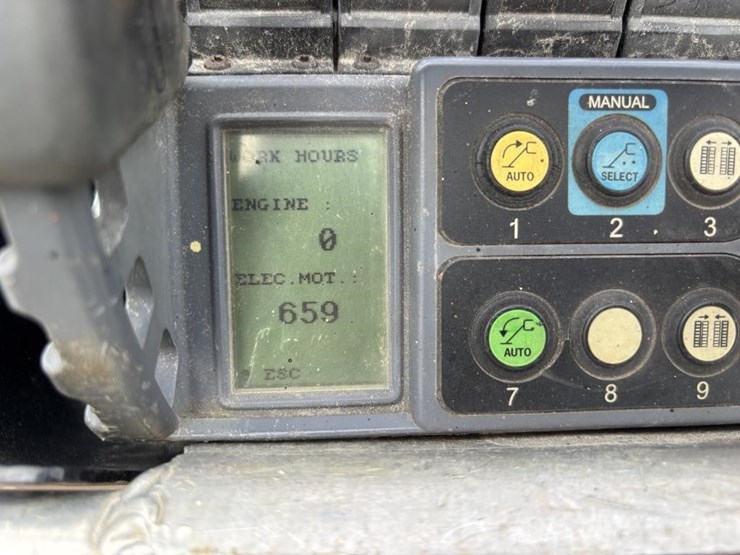 WORK HOURS
ENGINE :
0
ELEC.MOT.:
659
ESC
MANUAL
AUTO
SELECT
1
2
3
AUTO
7
8
9